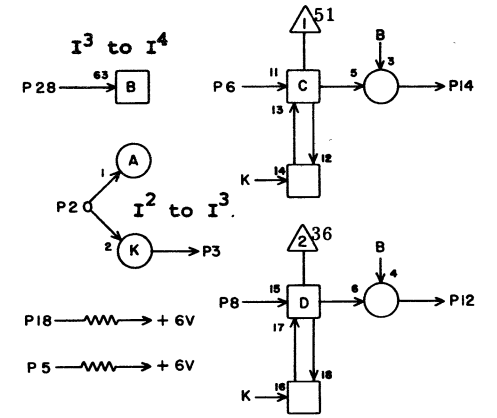 I³ to I⁴
P28 63 B
1 A
P2
I² to I³.
2 K P3
P18 + 6V
P5 + 6V
1 51
B
3
P6 11 C 5 P14
13
12
K 14
2 36
B
4
P8 15 D 6 P12
17
18
K 16